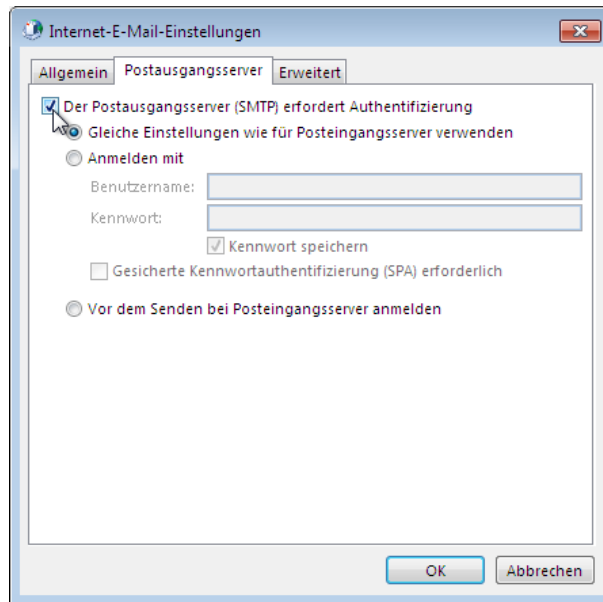 Internet-E-Mail-Einstellungen
Allgemein Postausgangsserver Erweitert
Der Postausgangsserver (SMTP) erfordert Authentifizierung
Gleiche Einstellungen wie für Posteingangsserver verwenden
Anmelden mit
Benutzername:
Kennwort:
Kennwort speichern
Gesicherte Kennwortauthentifizierung (SPA) erforderlich
Vor dem Senden bei Posteingangsserver anmelden
OK Abbrechen